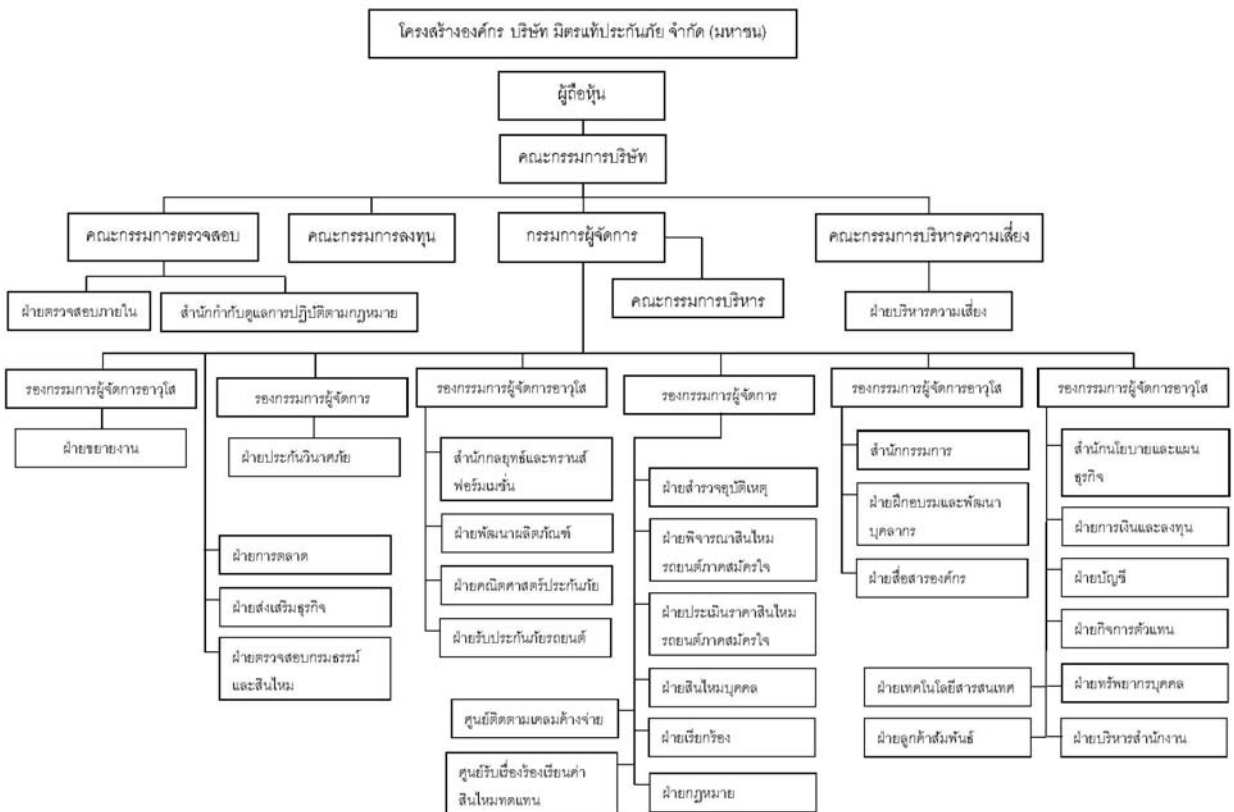 โครงสร้างองค์กร บริษัท มิตรแท้ประกันภัย จำกัด (มหาชน)
ผู้ถือหุ้น
คณะกรรมการบริษัท
คณะกรรมการตรวจสอบ
คณะกรรมการลงทุน
กรรมการผู้จัดการ
คณะกรรมการบริหารความเสี่ยง
คณะกรรมการบริหาร
ฝ่ายตรวจสอบภายใน
สำนักกำกับดูแลการปฏิบัติตามกฎหมาย
ฝ่ายบริหารความเสี่ยง
รองกรรมการผู้จัดการอาวุโส
ฝ่ายขยายงาน
ฝ่ายการตลาด
ฝ่ายส่งเสริมธุรกิจ
ฝ่ายตรวจสอบกรมธรรม์
และสินไหม
รองกรรมการผู้จัดการ
ฝ่ายประกันวินาศภัย
รองกรรมการผู้จัดการอาวุโส
สำนักกลยุทธ์และทรานส์
ฟอร์มเมชั่น
ฝ่ายพัฒนาผลิตภัณฑ์
ฝ่ายคณิตศาสตร์ประกันภัย
ฝ่ายรับประกันภัยรถยนต์
รองกรรมการผู้จัดการ
ฝ่ายสำรวจอุบัติเหตุ
ฝ่ายพิจารณาสินไหม
รถยนต์ภาคสมัครใจ
ฝ่ายประเมินราคาสินไหม
รถยนต์ภาคสมัครใจ
ฝ่ายสินไหมบุคคล
ศูนย์ติดตามเคลมค้างจ่าย
ฝ่ายเรียกร้อง
ศูนย์รับเรื่องร้องเรียนค่า
สินไหมทดแทน
ฝ่ายกฎหมาย
รองกรรมการผู้จัดการอาวุโส
สำนักกรรมการ
ฝ่ายฝึกอบรมและพัฒนา
บุคลากร
ฝ่ายสื่อสารองค์กร
รองกรรมการผู้จัดการอาวุโส
สำนักนโยบายและแผน
ธุรกิจ
ฝ่ายการเงินและลงทุน
ฝ่ายบัญชี
ฝ่ายกิจการตัวแทน
ฝ่ายเทคโนโลยีสารสนเทศ
ฝ่ายทรัพยากรบุคคล
ฝ่ายลูกค้าสัมพันธ์
ฝ่ายบริหารสำนักงาน